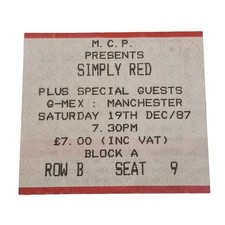 M.C.P.
PRESENTS
SIMPLY RED
PLUS SPECIAL GUESTS
G-MEX : MANCHESTER
SATURDAY 19TH DEC/87
7.30PM
£7.00 (INC VAT)
BLOCK A
ROW B SEAT 9